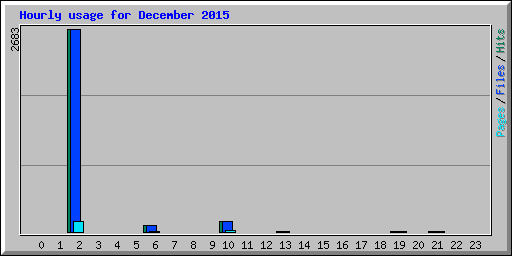 Hourly usage for December 2015
2683
Pages/Files/Hits
0 1 2 3 4 5 6 7 8 9 10 11 12 13 14 15 16 17 18 19 20 21 22 23